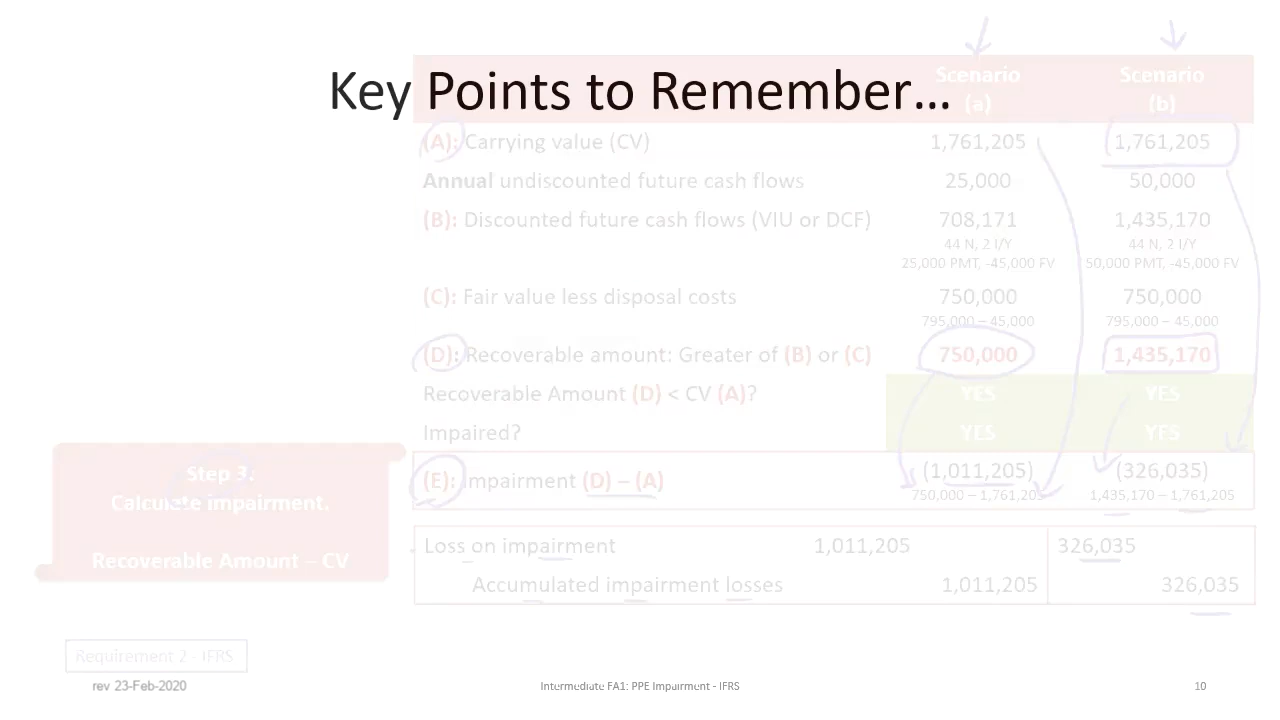 Key Points to Remember...
Scenario (a) Scenario (b)
(A): Carrying value (CV) 1,761,205 1,761,205
Annual undiscounted future cash flows 25,000 50,000
(B): Discounted future cash flows (VIU or DCF) 708,171 1,435,170
44 N, 2 I/Y 44 N, 2 I/Y
25,000 PMT, -45,000 FV 50,000 PMT, -45,000 FV
(C): Fair value less disposal costs 750,000 750,000
795,000 – 45,000 795,000 – 45,000
(D): Recoverable amount: Greater of (B) or (C) 750,000 1,435,170
Recoverable Amount (D) < CV (A)? YES YES
Impaired? YES YES
(E): Impairment (D) – (A) (1,011,205) (326,035)
750,000 – 1,761,205 1,435,170 – 1,761,205
Step 3:
Calculate impairment.
Recoverable Amount – CV
Loss on impairment 1,011,205 326,035
Accumulated impairment losses 1,011,205 326,035
Requirement 2 - IFRS
rev 23-Feb-2020
Intermediate FA1: PPE Impairment - IFRS
10